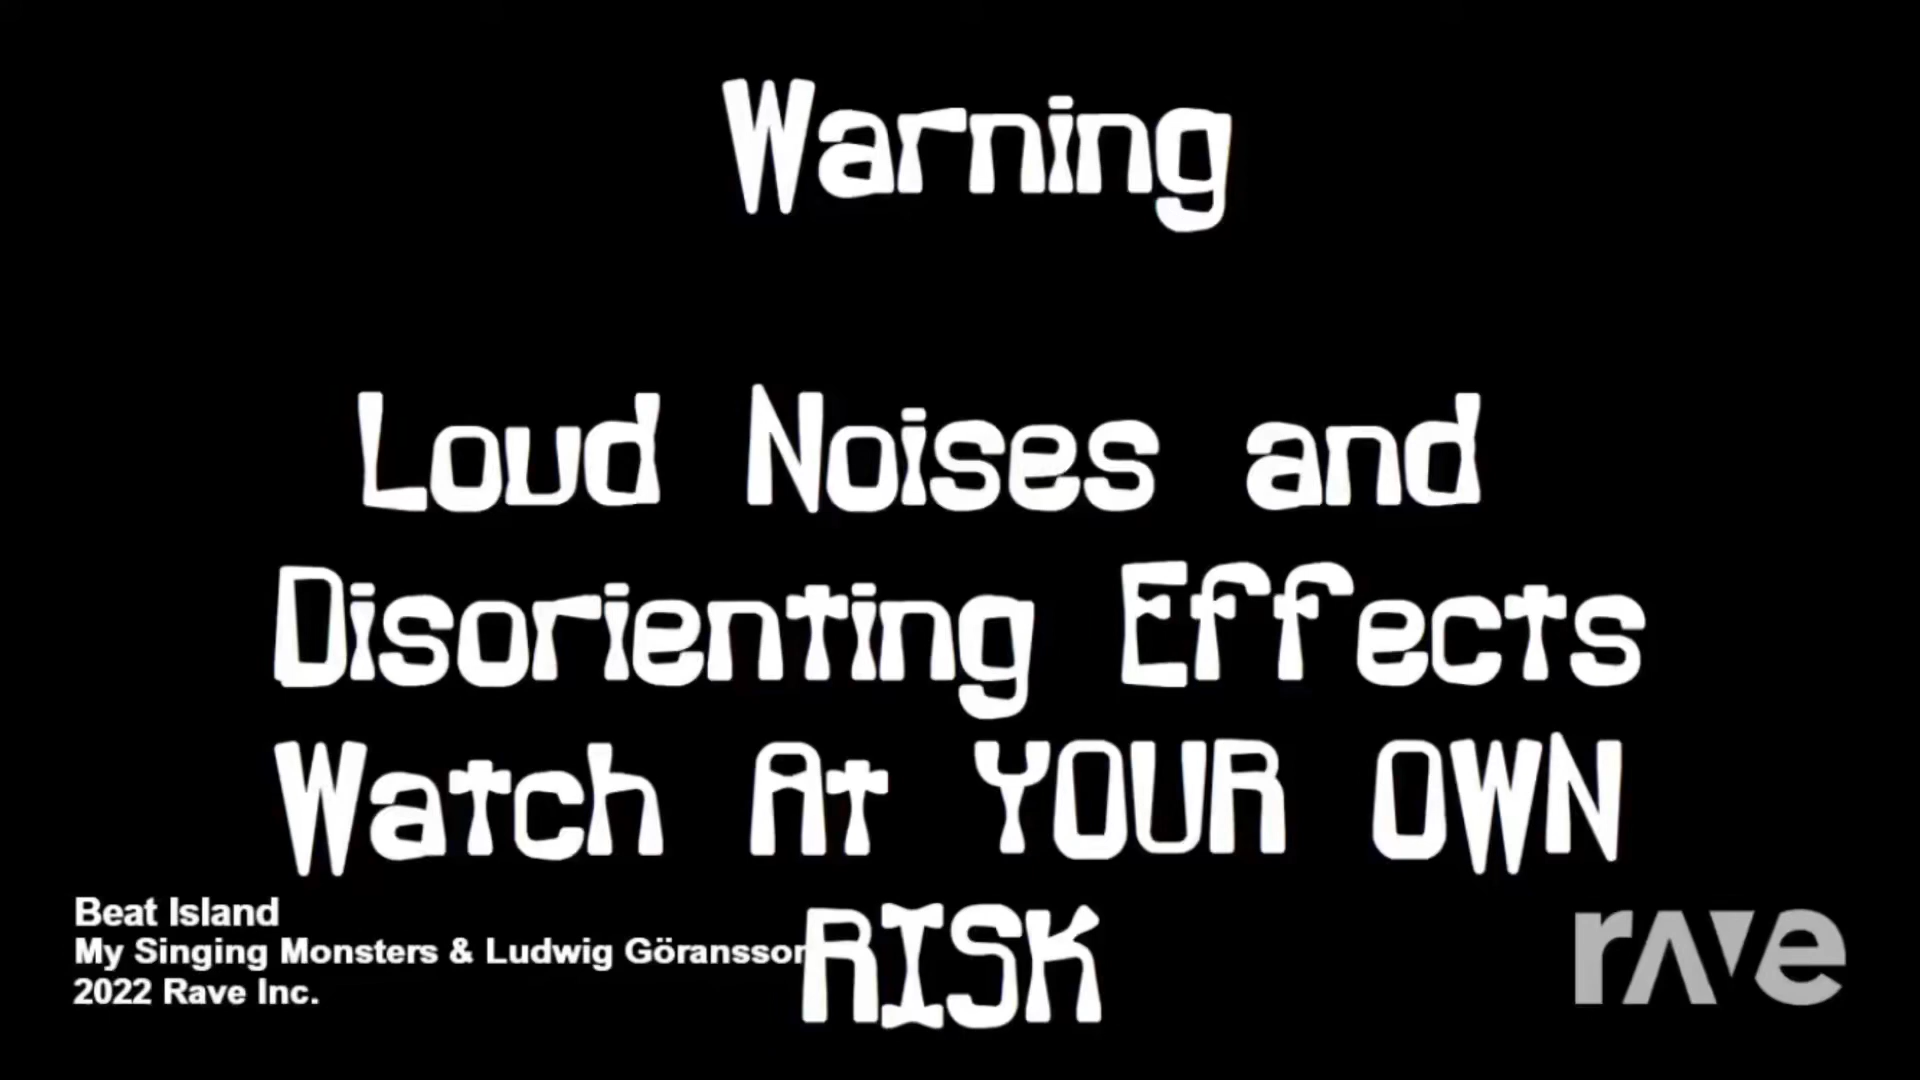 Warning
Loud Noises and
Disorienting Effects
Watch At YOUR OWN
RISK
Beat Island
My Singing Monsters & Ludwig Göransson
2022 Rave Inc.
rave